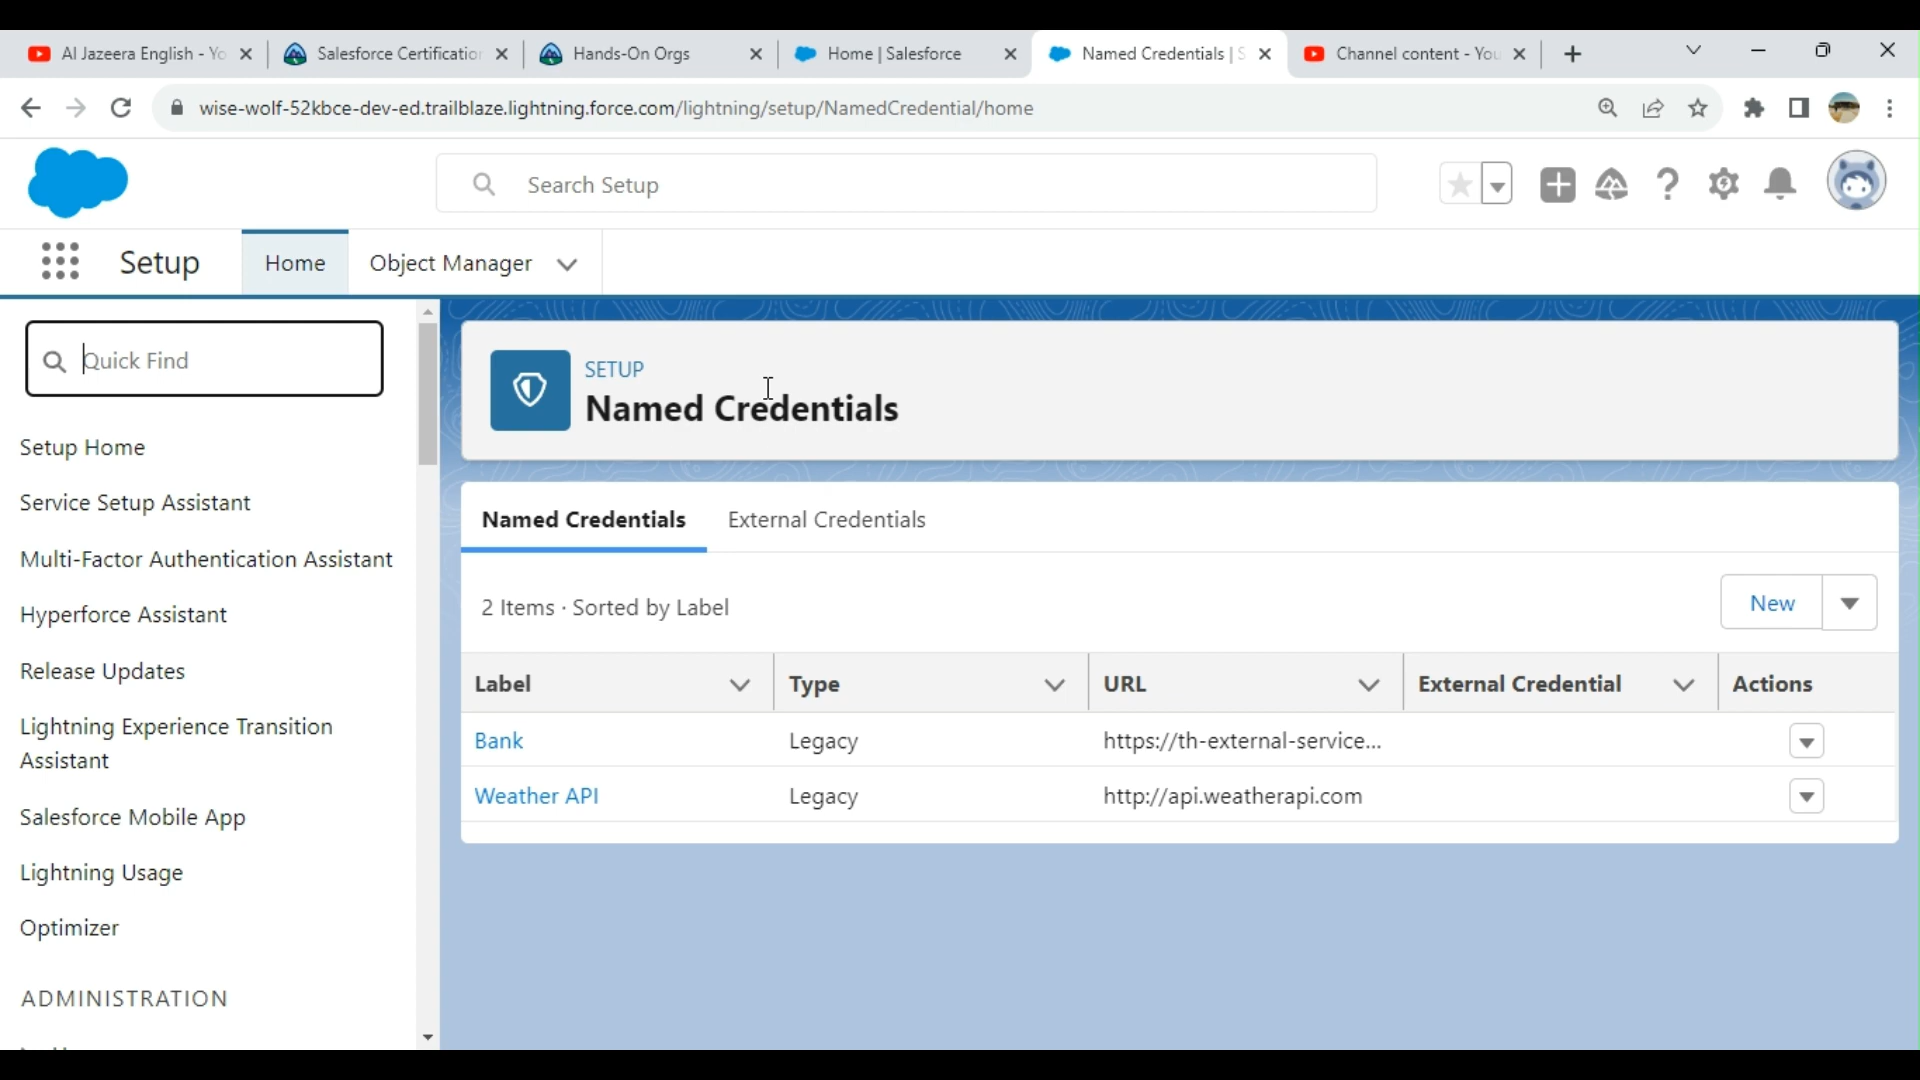 Al Jazeera English - Yo
Salesforce Certification
Hands-On Orgs
Home | Salesforce
Named Credentials | S
Channel content - You
wise-wolf-52kbce-dev-ed.trailblaze.lightning.force.com/lightning/setup/NamedCredential/home
Search Setup
Setup
Home
Object Manager
Quick Find
SETUP
Named Credentials
Setup Home
Service Setup Assistant
Multi-Factor Authentication Assistant
Hyperforce Assistant
Release Updates
Lightning Experience Transition
Assistant
Salesforce Mobile App
Lightning Usage
Optimizer
ADMINISTRATION
Named Credentials
External Credentials
2 Items · Sorted by Label
New
Label Type URL External Credential Actions
Bank Legacy https://th-external-service...
Weather API Legacy http://api.weatherapi.com